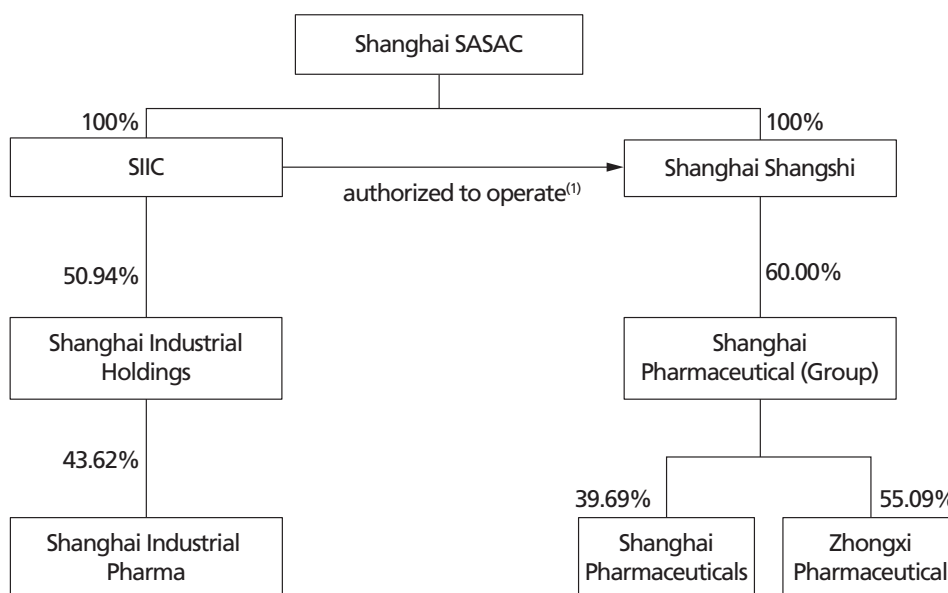 Shanghai SASAC
100%
100%
SIIC
Shanghai Shangshi
authorized to operate(1)
50.94%
60.00%
Shanghai Industrial
Holdings
Shanghai
Pharmaceutical (Group)
43.62%
39.69%
55.09%
Shanghai Industrial
Pharma
Shanghai
Pharmaceuticals
Zhongxi
Pharmaceutical